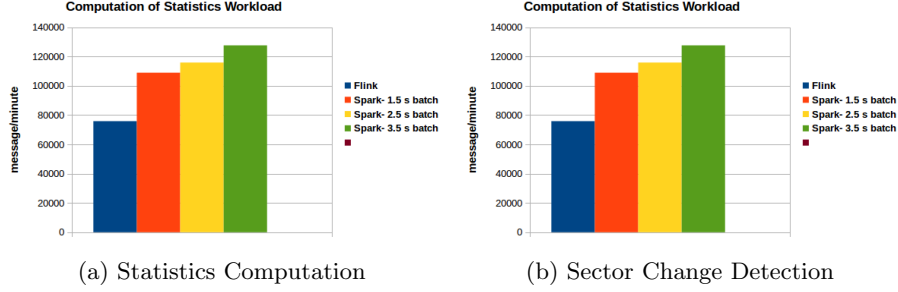 Computation of Statistics Workload
140000
120000
100000
80000
60000
40000
20000
0
message/minute
Flink
Spark- 1.5 s batch
Spark- 2.5 s batch
Spark- 3.5 s batch
(a) Statistics Computation
Computation of Statistics Workload
140000
120000
100000
80000
60000
40000
20000
0
message/minute
Flink
Spark- 1.5 s batch
Spark- 2.5 s batch
Spark- 3.5 s batch
(b) Sector Change Detection